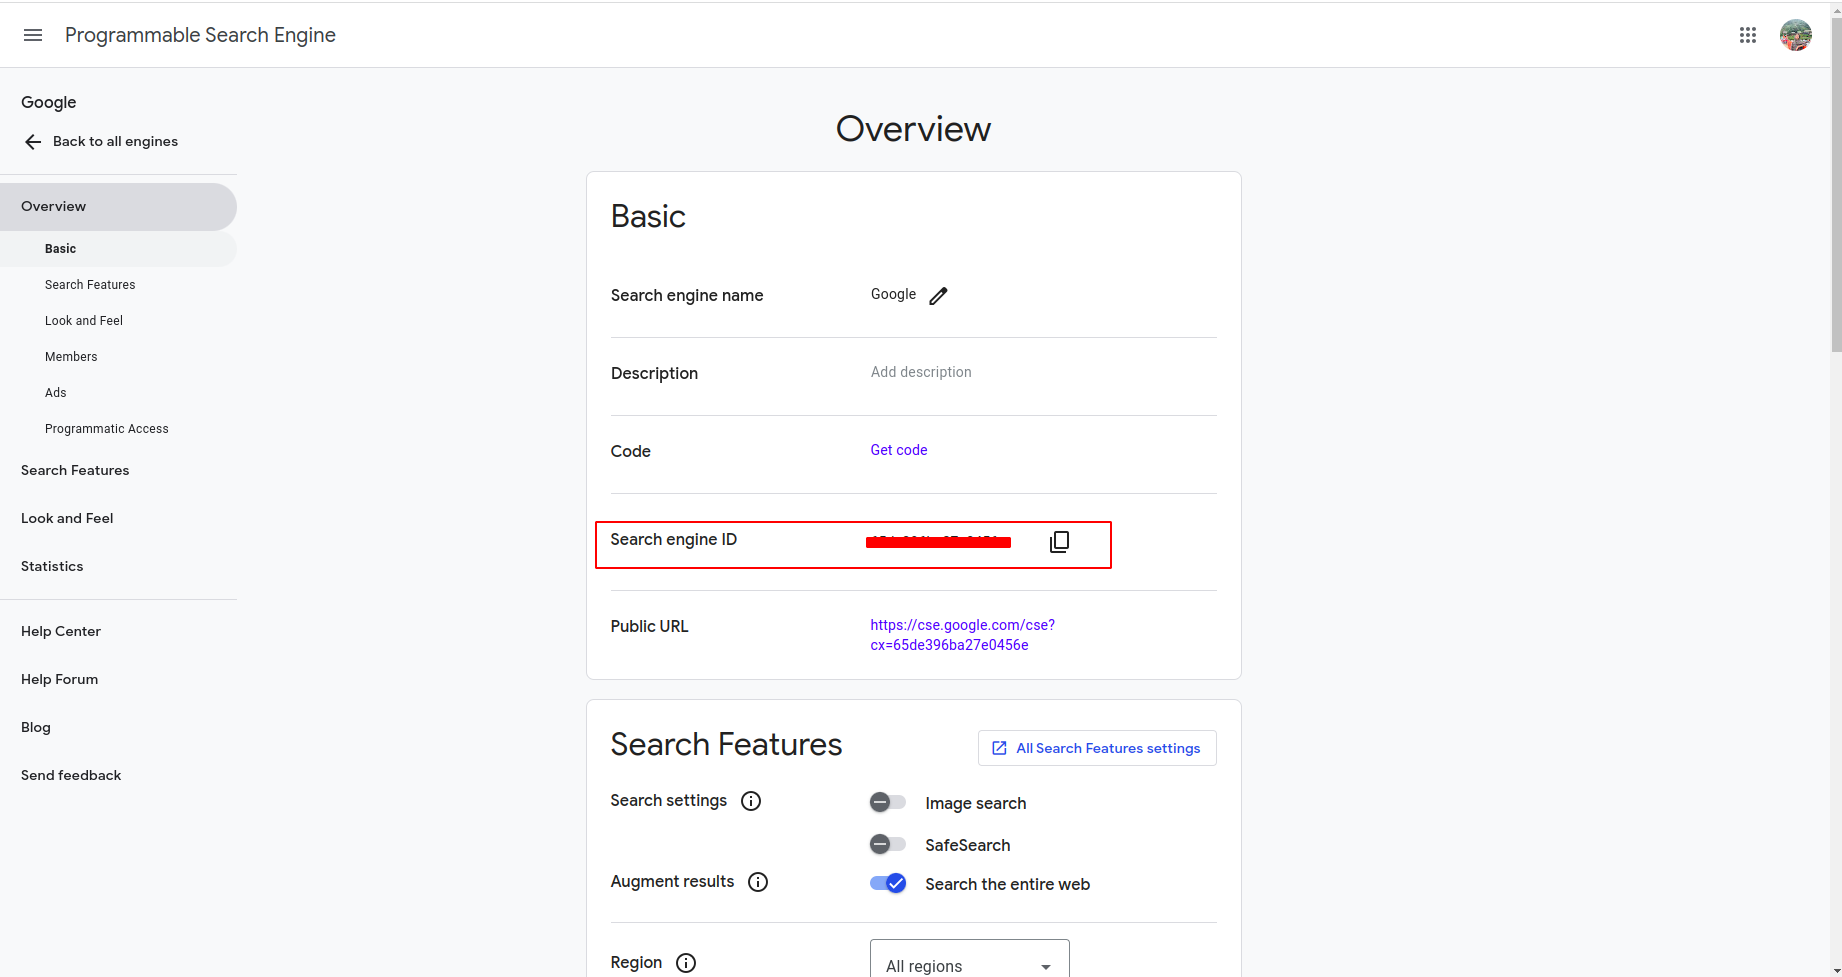 Programmable Search Engine
Google
Back to all engines
Overview
Basic
Search Features
Look and Feel
Members
Ads
Programmatic Access
Search Features
Look and Feel
Statistics
Help Center
Help Forum
Blog
Send feedback
Overview
Basic
Search engine name
Google
Description
Add description
Code
Get code
Search engine ID
Public URL
https://cse.google.com/cse?
cx=65de396ba27e0456e
Search Features
All Search Features settings
Search settings
Image search
SafeSearch
Augment results
Search the entire web
Region
All regions